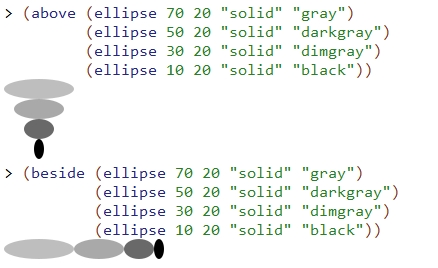 > (above (ellipse 70 20 "solid" "gray")
(ellipse 50 20 "solid" "darkgray")
(ellipse 30 20 "solid" "dimgray")
(ellipse 10 20 "solid" "black"))
> (beside (ellipse 70 20 "solid" "gray")
(ellipse 50 20 "solid" "darkgray")
(ellipse 30 20 "solid" "dimgray")
(ellipse 10 20 "solid" "black"))